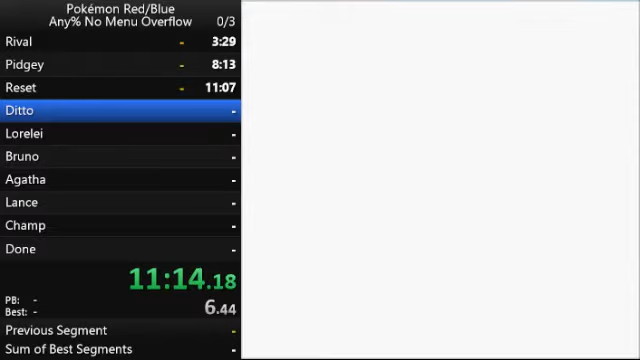 Pokémon Red/Blue
Any% No Menu Overflow 0/3
Rival - 3:29
Pidgey - 8:13
Reset - 11:07
Ditto -
Lorelei -
Bruno -
Agatha -
Lance -
Champ -
Done -
11:14.18
PB: -
Best: - 6.44
Previous Segment -
Sum of Best Segments -